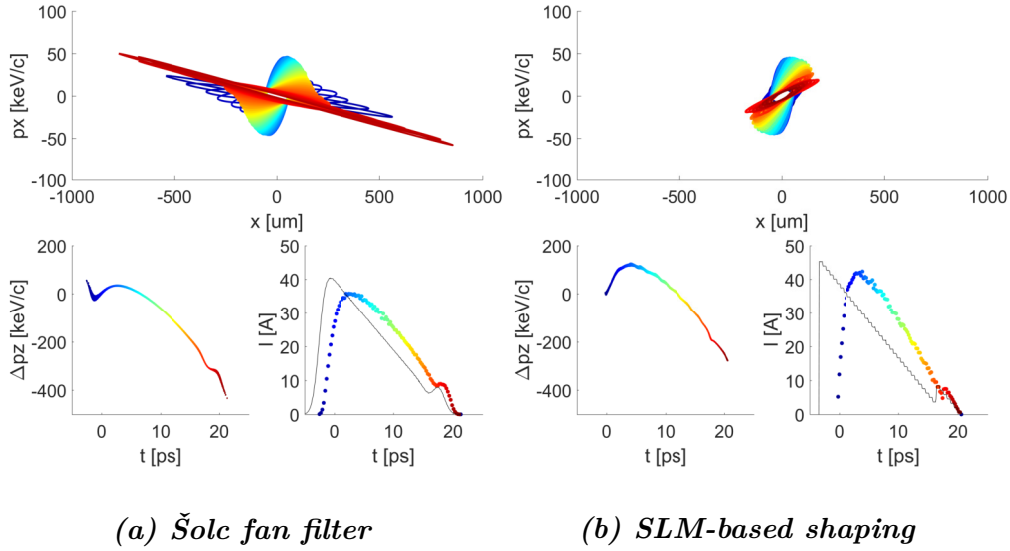 100
50
0
-50
-100
px [keV/c]
-1000 -500 0 500 1000
x [um]
100
50
0
-50
-100
px [keV/c]
-1000 -500 0 500 1000
x [um]
200
0
-200
-400
Δpz [keV/c]
0 10 20
t [ps]
50
40
30
20
10
0
I [A]
0 10 20
t [ps]
200
0
-200
-400
Δpz [keV/c]
0 10 20
t [ps]
50
40
30
20
10
0
I [A]
0 10 20
t [ps]
(a) Šolc fan filter
(b) SLM-based shaping